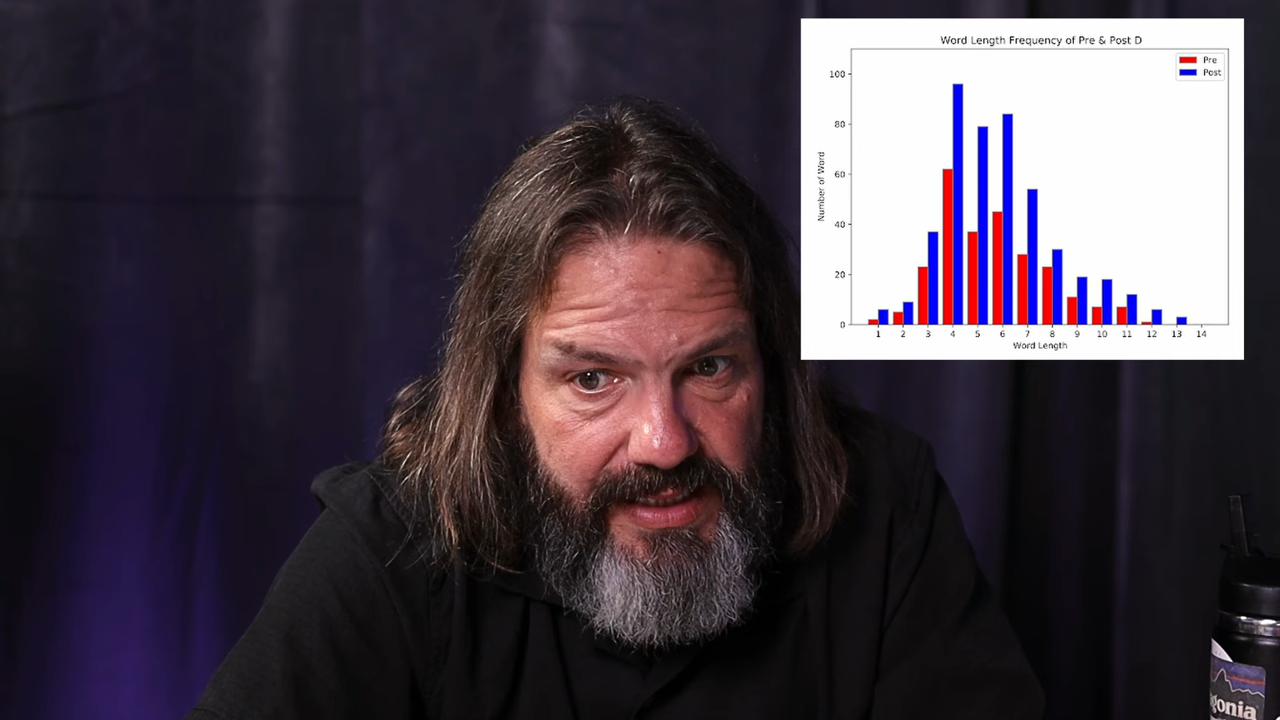 Word Length Frequency of Pre & Post D
Pre
Post
Number of Word
100
80
60
40
20
0
1 2 3 4 5 6 7 8 9 10 11 12 13 14
Word Length
gonia